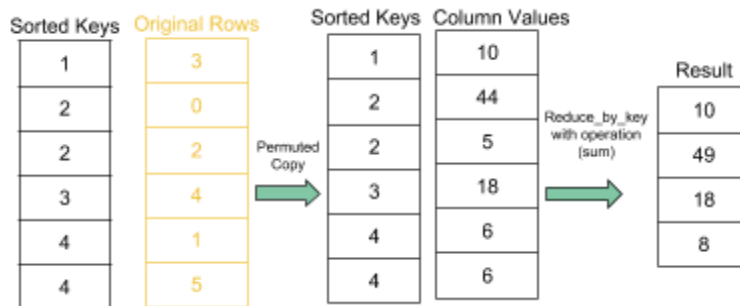 Sorted Keys Original Rows Sorted Keys Column Values
Result
1 3 1 10
2 0 2 44
2 2 2 5
3 4 3 18
4 1 4 6
4 5 4 6
Permuted
Copy
Reduce_by_key
with operation
(sum)
10
49
18
8